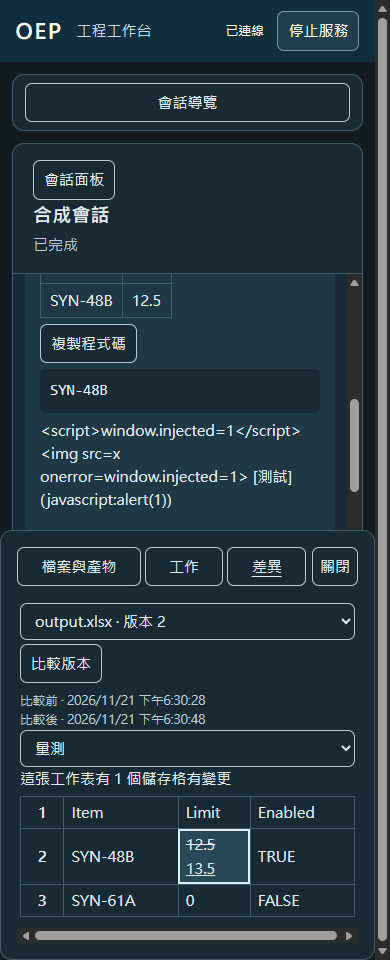 OEP 工程工作台 已連線 停止服務
會話導覽
會話面板
合成會話
已完成
SYN-48B 12.5
複製程式碼
SYN-48B
<script>window.injected=1</script>
<img src=x
onerror=window.injected=1> [測試]
(javascript:alert(1))
檔案與產物 工作 差異 關閉
output.xlsx · 版本 2
比較版本
比較前 · 2026/11/21 下午6:30:28
比較後 · 2026/11/21 下午6:30:48
量測
這張工作表有 1 個儲存格有變更
1 Item Limit Enabled
2 SYN-48B 12.5 13.5 TRUE
3 SYN-61A 0 FALSE